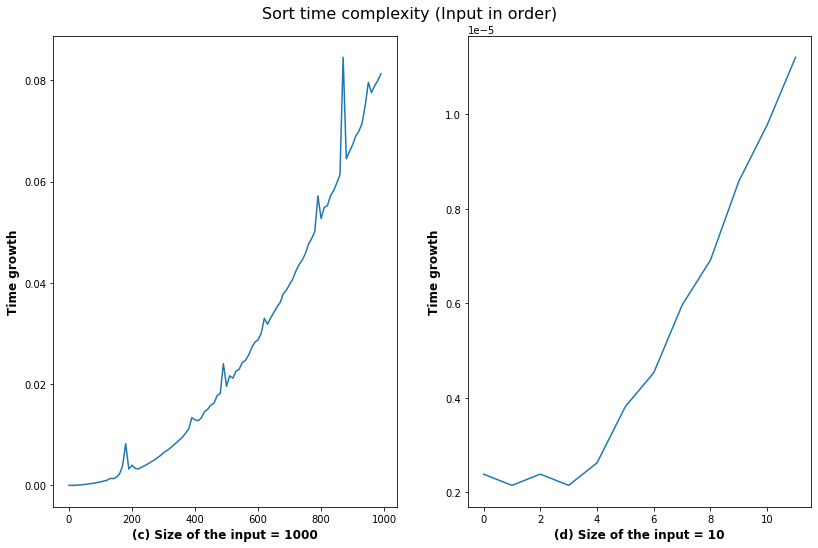 Sort time complexity (Input in order)
0.08
0.06
0.04
0.02
0.00
Time growth
0 200 400 600 800 1000
(c) Size of the input = 1000
1e−5
1.0
0.8
0.6
0.4
0.2
Time growth
0 2 4 6 8 10
(d) Size of the input = 10